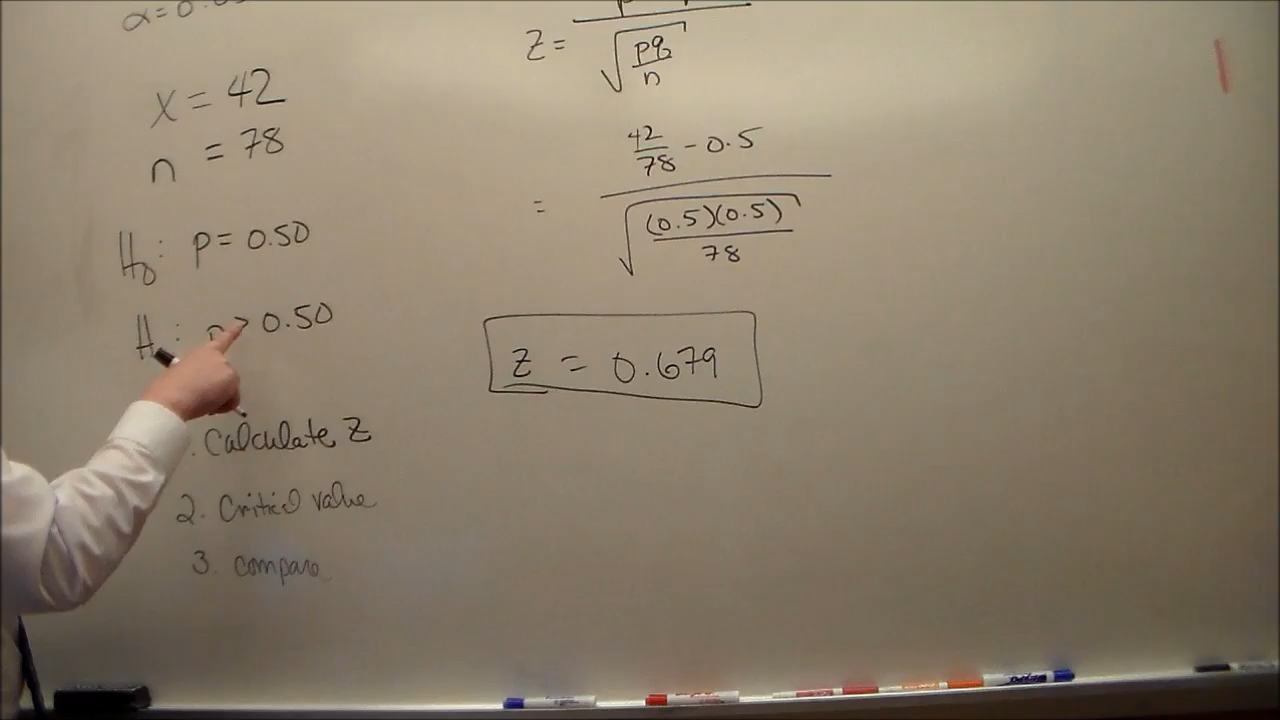 α = 0.0
x = 42
n = 78
H₀: p = 0.50
H₁: p > 0.50
. Calculate Z
2. Critical value
3. compare
Z = √(pq/n)
= (42/78 - 0.5) / √((0.5)(0.5)/78)
Z = 0.679